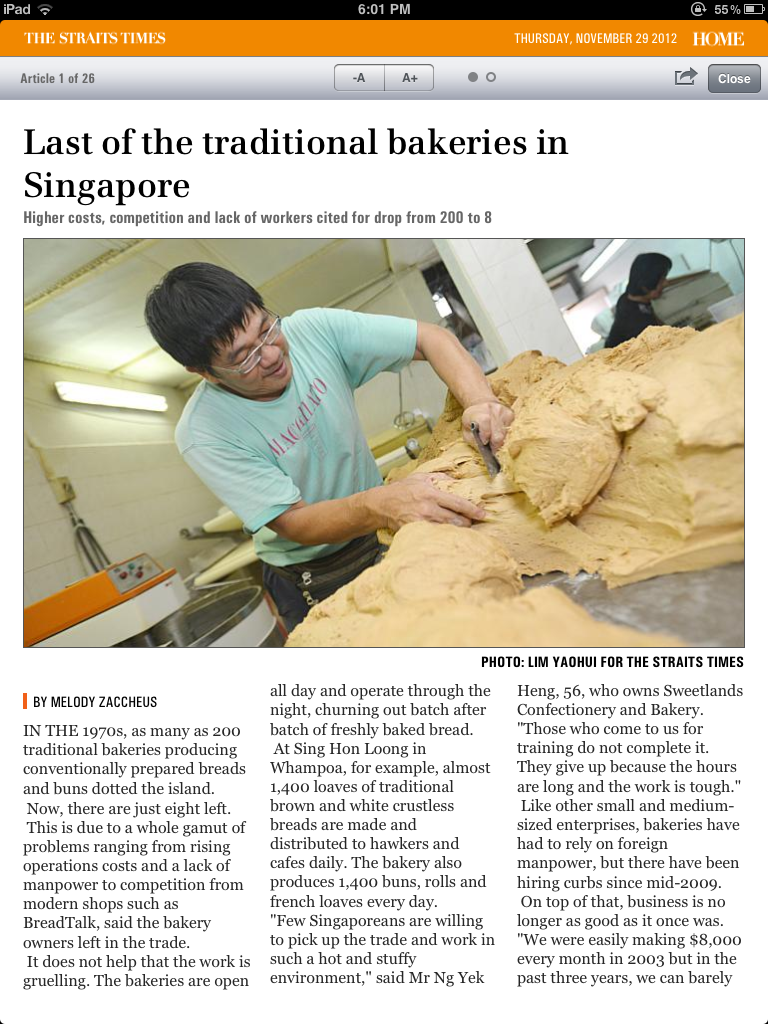 iPad 6:01 PM 55%
THE STRAITS TIMES THURSDAY, NOVEMBER 29 2012 HOME
Article 1 of 26 -A A+ Close
Last of the traditional bakeries in
Singapore
Higher costs, competition and lack of workers cited for drop from 200 to 8
PHOTO: LIM YAOHUI FOR THE STRAITS TIMES
BY MELODY ZACCHEUS
IN THE 1970s, as many as 200
traditional bakeries producing
conventionally prepared breads
and buns dotted the island.
Now, there are just eight left.
This is due to a whole gamut of
problems ranging from rising
operations costs and a lack of
manpower to competition from
modern shops such as
BreadTalk, said the bakery
owners left in the trade.
It does not help that the work is
gruelling. The bakeries are open
all day and operate through the
night, churning out batch after
batch of freshly baked bread.
At Sing Hon Loong in
Whampoa, for example, almost
1,400 loaves of traditional
brown and white crustless
breads are made and
distributed to hawkers and
cafes daily. The bakery also
produces 1,400 buns, rolls and
french loaves every day.
"Few Singaporeans are willing
to pick up the trade and work in
such a hot and stuffy
environment," said Mr Ng Yek
Heng, 56, who owns Sweetlands
Confectionery and Bakery.
"Those who come to us for
training do not complete it.
They give up because the hours
are long and the work is tough."
Like other small and medium-
sized enterprises, bakeries have
had to rely on foreign
manpower, but there have been
hiring curbs since mid-2009.
On top of that, business is no
longer as good as it once was.
"We were easily making $8,000
every month in 2003 but in the
past three years, we can barely